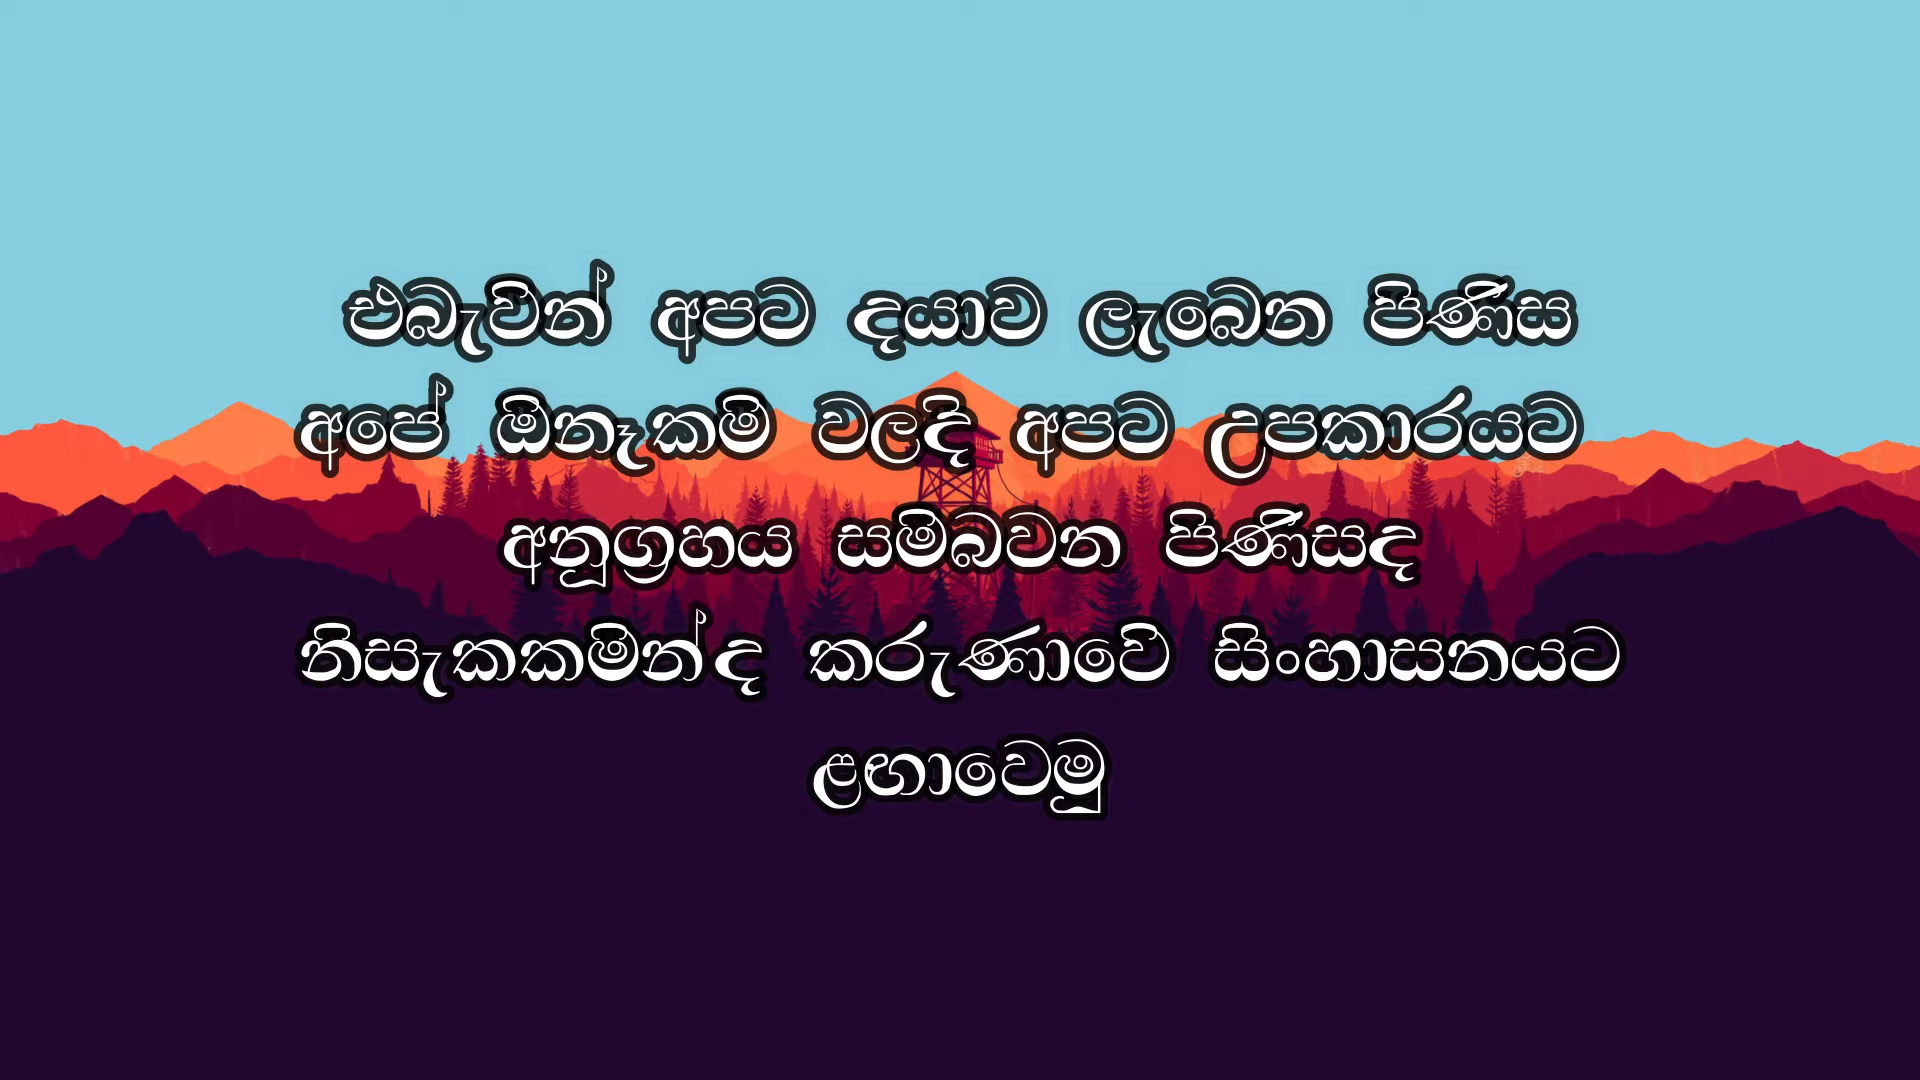 එබැවින් අපට දයාව ලැබෙන පිණිස
අපේ ඕනෑකම් වලදි අපට උපකාරයට
අනුග්‍රහය සම්බවන පිණිසද
නිසැකකමින්ද කරුණාවේ සිංහාසනයට
ළඟාවෙමු